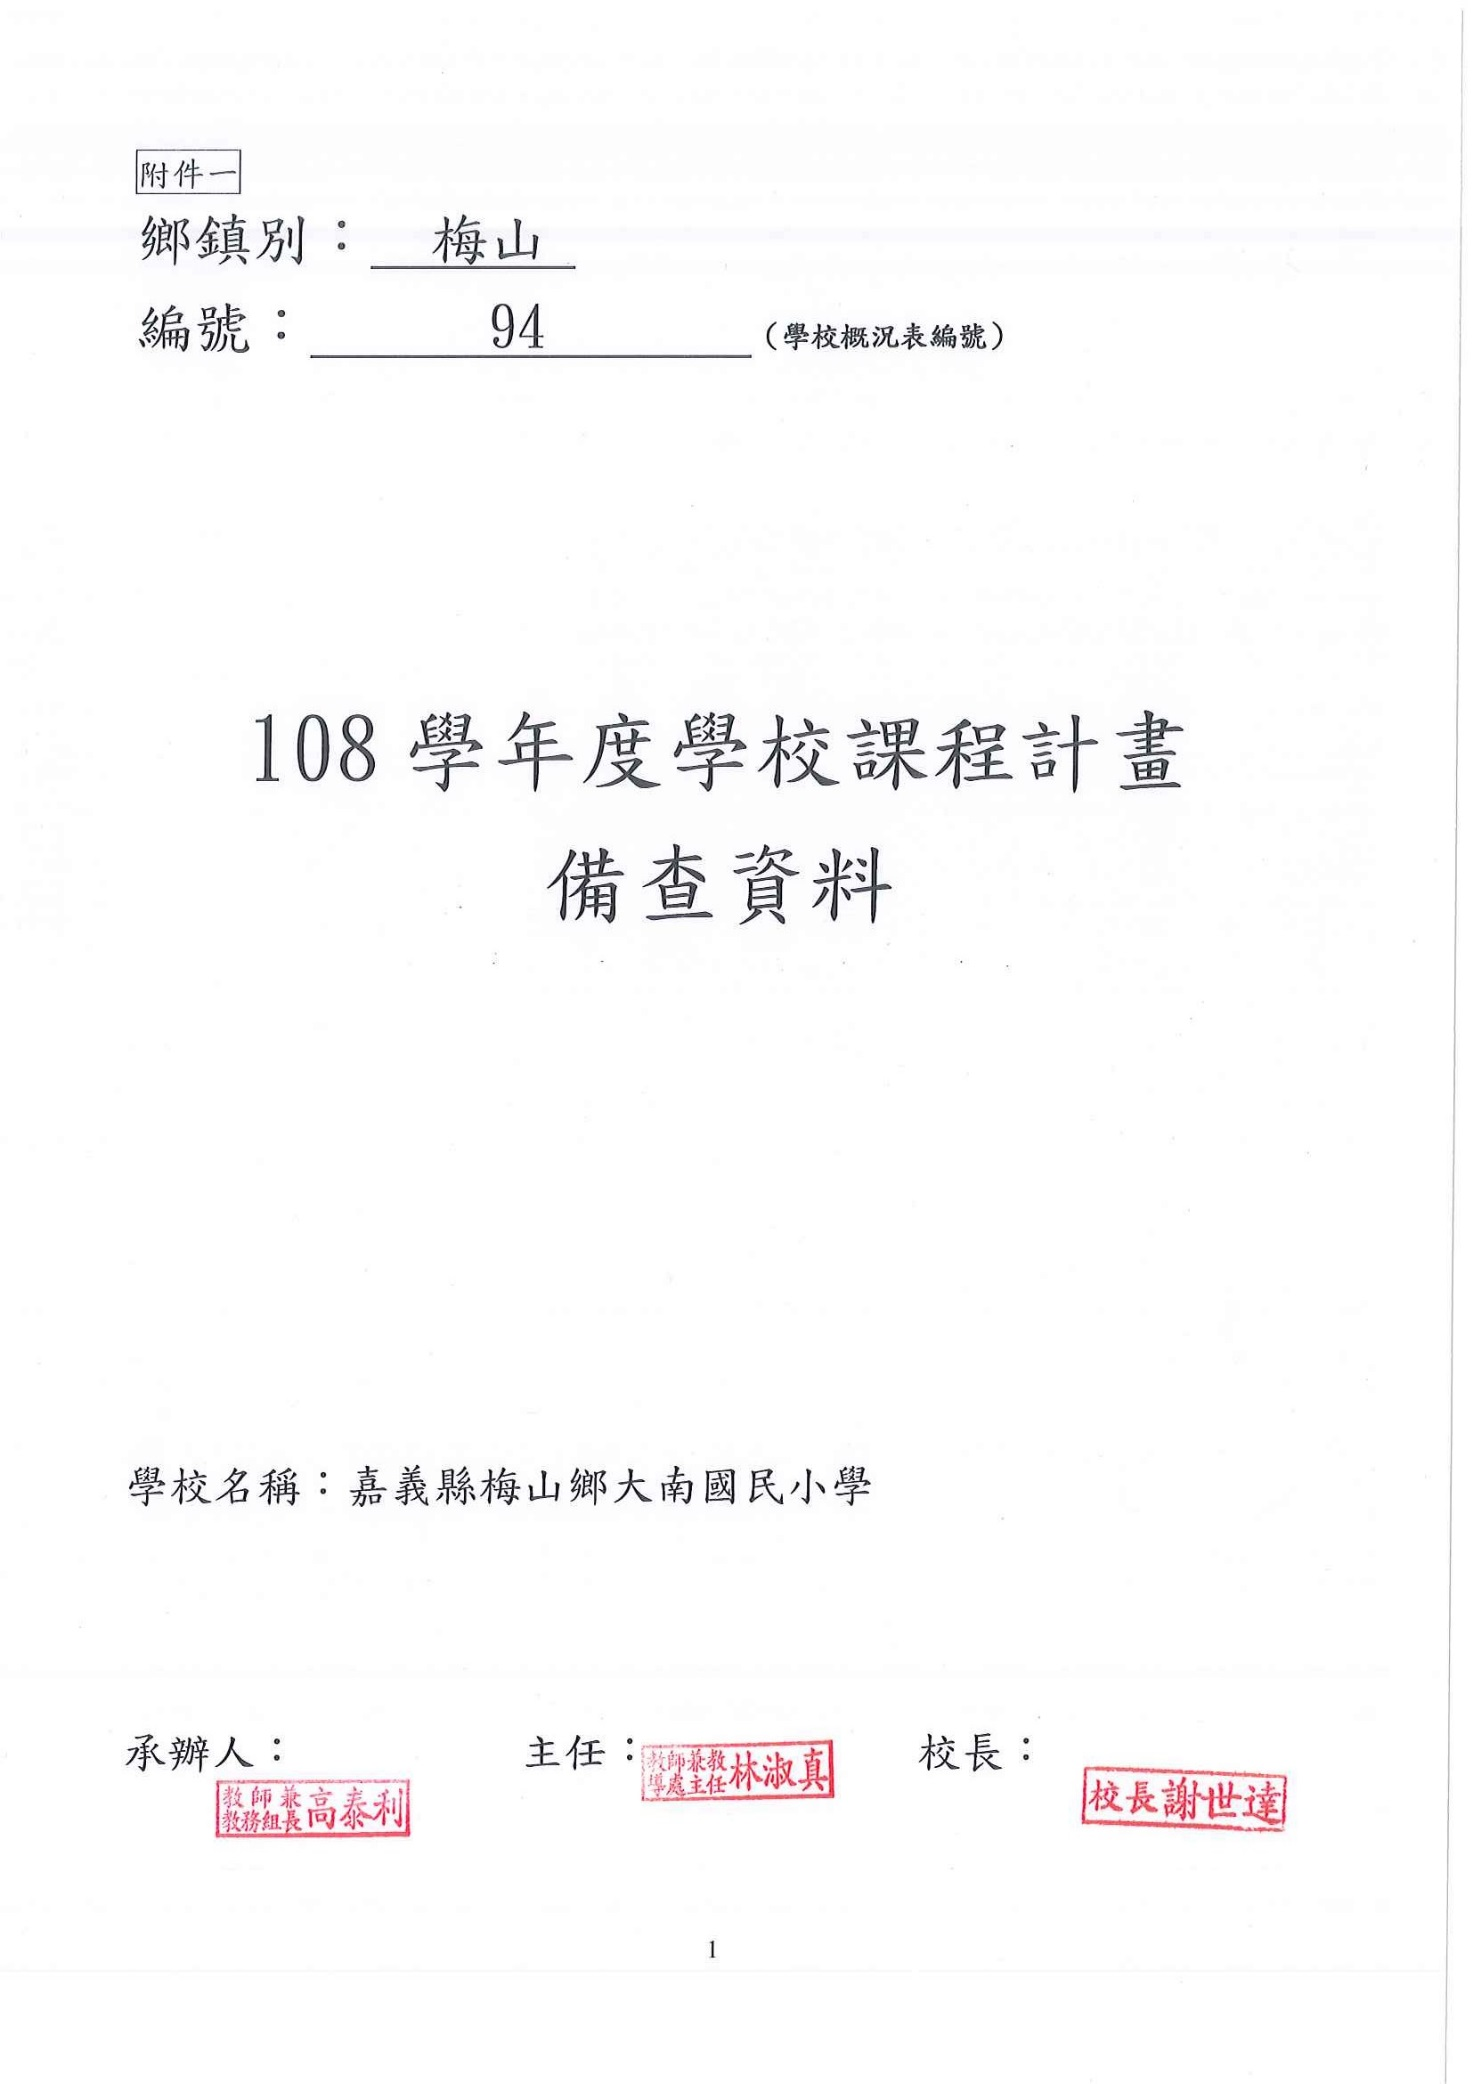 附件一
鄉鎮別：梅山
編號：94（學校概況表編號）
108 學年度學校課程計畫
備查資料
學校名稱：嘉義縣梅山鄉大南國民小學
承辦人： 主任： 校長：
教師兼教務組長高泰利
教師兼教導處主任林淑真
校長謝世達
1